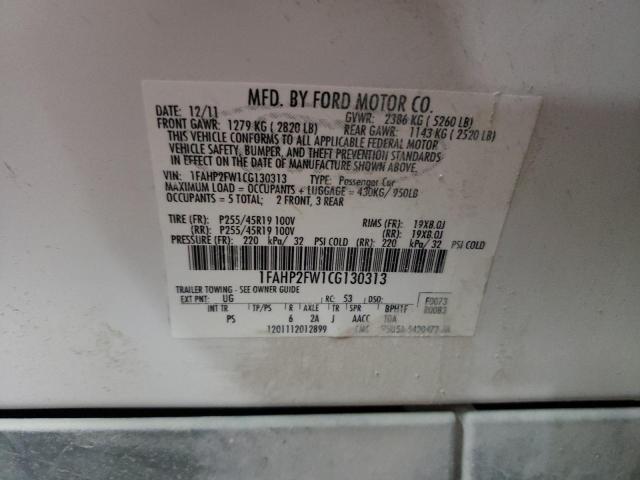 MFD. BY FORD MOTOR CO.
DATE: 12/11 GVWR: 2386 KG ( 5260 LB)
FRONT GAWR: 1279 KG ( 2820 LB) REAR GAWR: 1143 KG ( 2520 LB)
THIS VEHICLE CONFORMS TO ALL APPLICABLE FEDERAL MOTOR
VEHICLE SAFETY, BUMPER, AND THEFT PREVENTION STANDARDS
IN EFFECT ON THE DATE OF MANUFACTURE SHOWN ABOVE.
VIN: 1FAHP2FW1CG130313 TYPE: Passenger Car
MAXIMUM LOAD = OCCUPANTS + LUGGAGE = 430KG/ 950LB
OCCUPANTS = 5 TOTAL; 2 FRONT, 3 REAR
TIRE (FR): P255/45R19 100V RIMS (FR): 19X8.0J
(RR): P255/45R19 100V (RR): 19X8.0J
PRESSURE (FR): 220 kPa/ 32 PSI COLD (RR): 220 kPa/ 32 PSI COLD
1FAHP2FW1CG130313
TRAILER TOWING - SEE OWNER GUIDE
EXT PNT: UG RC: 53 DSO: F0073
INT TR TP/PS R AXLE TR SPR BPHTF R0083
PS 6 2A J AACC 10A
1201112012899